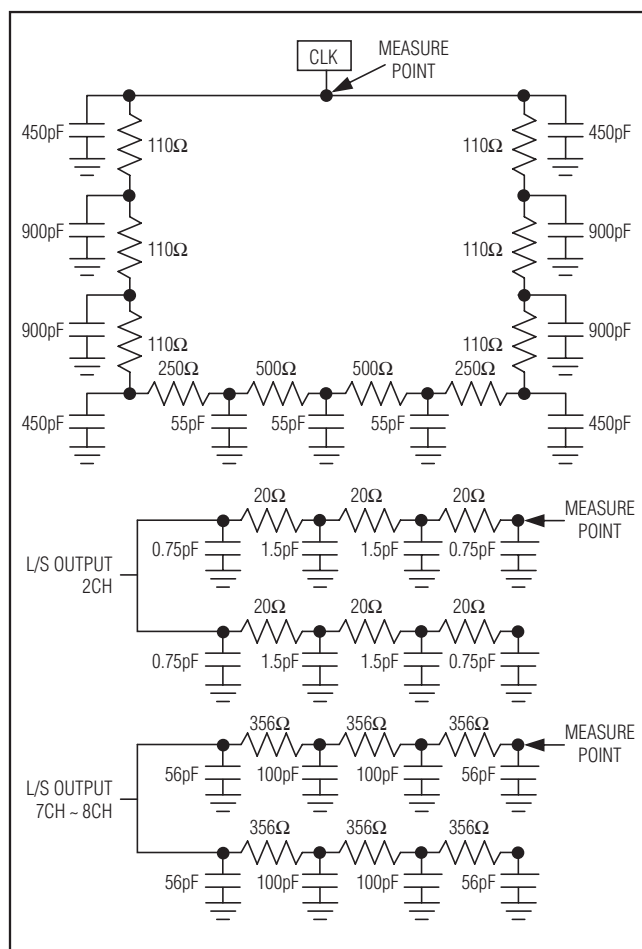 CLK
MEASURE
POINT
450pF
110Ω
110Ω
450pF
900pF
110Ω
110Ω
900pF
900pF
110Ω
110Ω
900pF
250Ω
500Ω
500Ω
250Ω
450pF
55pF
55pF
55pF
450pF
20Ω
20Ω
20Ω
MEASURE
POINT
0.75pF
1.5pF
1.5pF
0.75pF
L/S OUTPUT
2CH
20Ω
20Ω
20Ω
0.75pF
1.5pF
1.5pF
0.75pF
356Ω
356Ω
356Ω
MEASURE
POINT
56pF
100pF
100pF
56pF
L/S OUTPUT
7CH ~ 8CH
356Ω
356Ω
356Ω
56pF
100pF
100pF
56pF